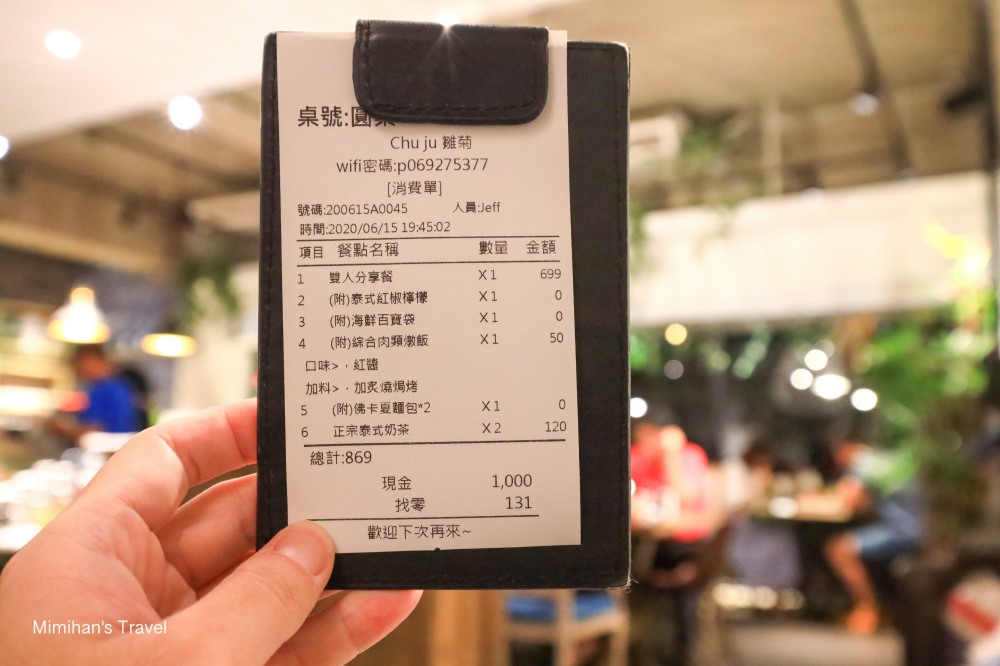 桌號:圓桌
Chu ju 雛菊
wifi密碼:p069275377
[消費單]
號碼:200615A0045 人員:Jeff
時間:2020/06/15 19:45:02
項目 餐點名稱 數量 金額
1 雙人分享餐 X1 699
2 (附)泰式紅椒檸檬 X1 0
3 (附)海鮮百寶袋 X1 0
4 (附)綜合肉類燉飯 X1 50
口味>，紅醬
加料>，加炙燒焗烤
5 (附)佛卡夏麵包*2 X1 0
6 正宗泰式奶茶 X2 120
總計:869
現金 1,000
找零 131
歡迎下次再來~
Mimihan's Travel